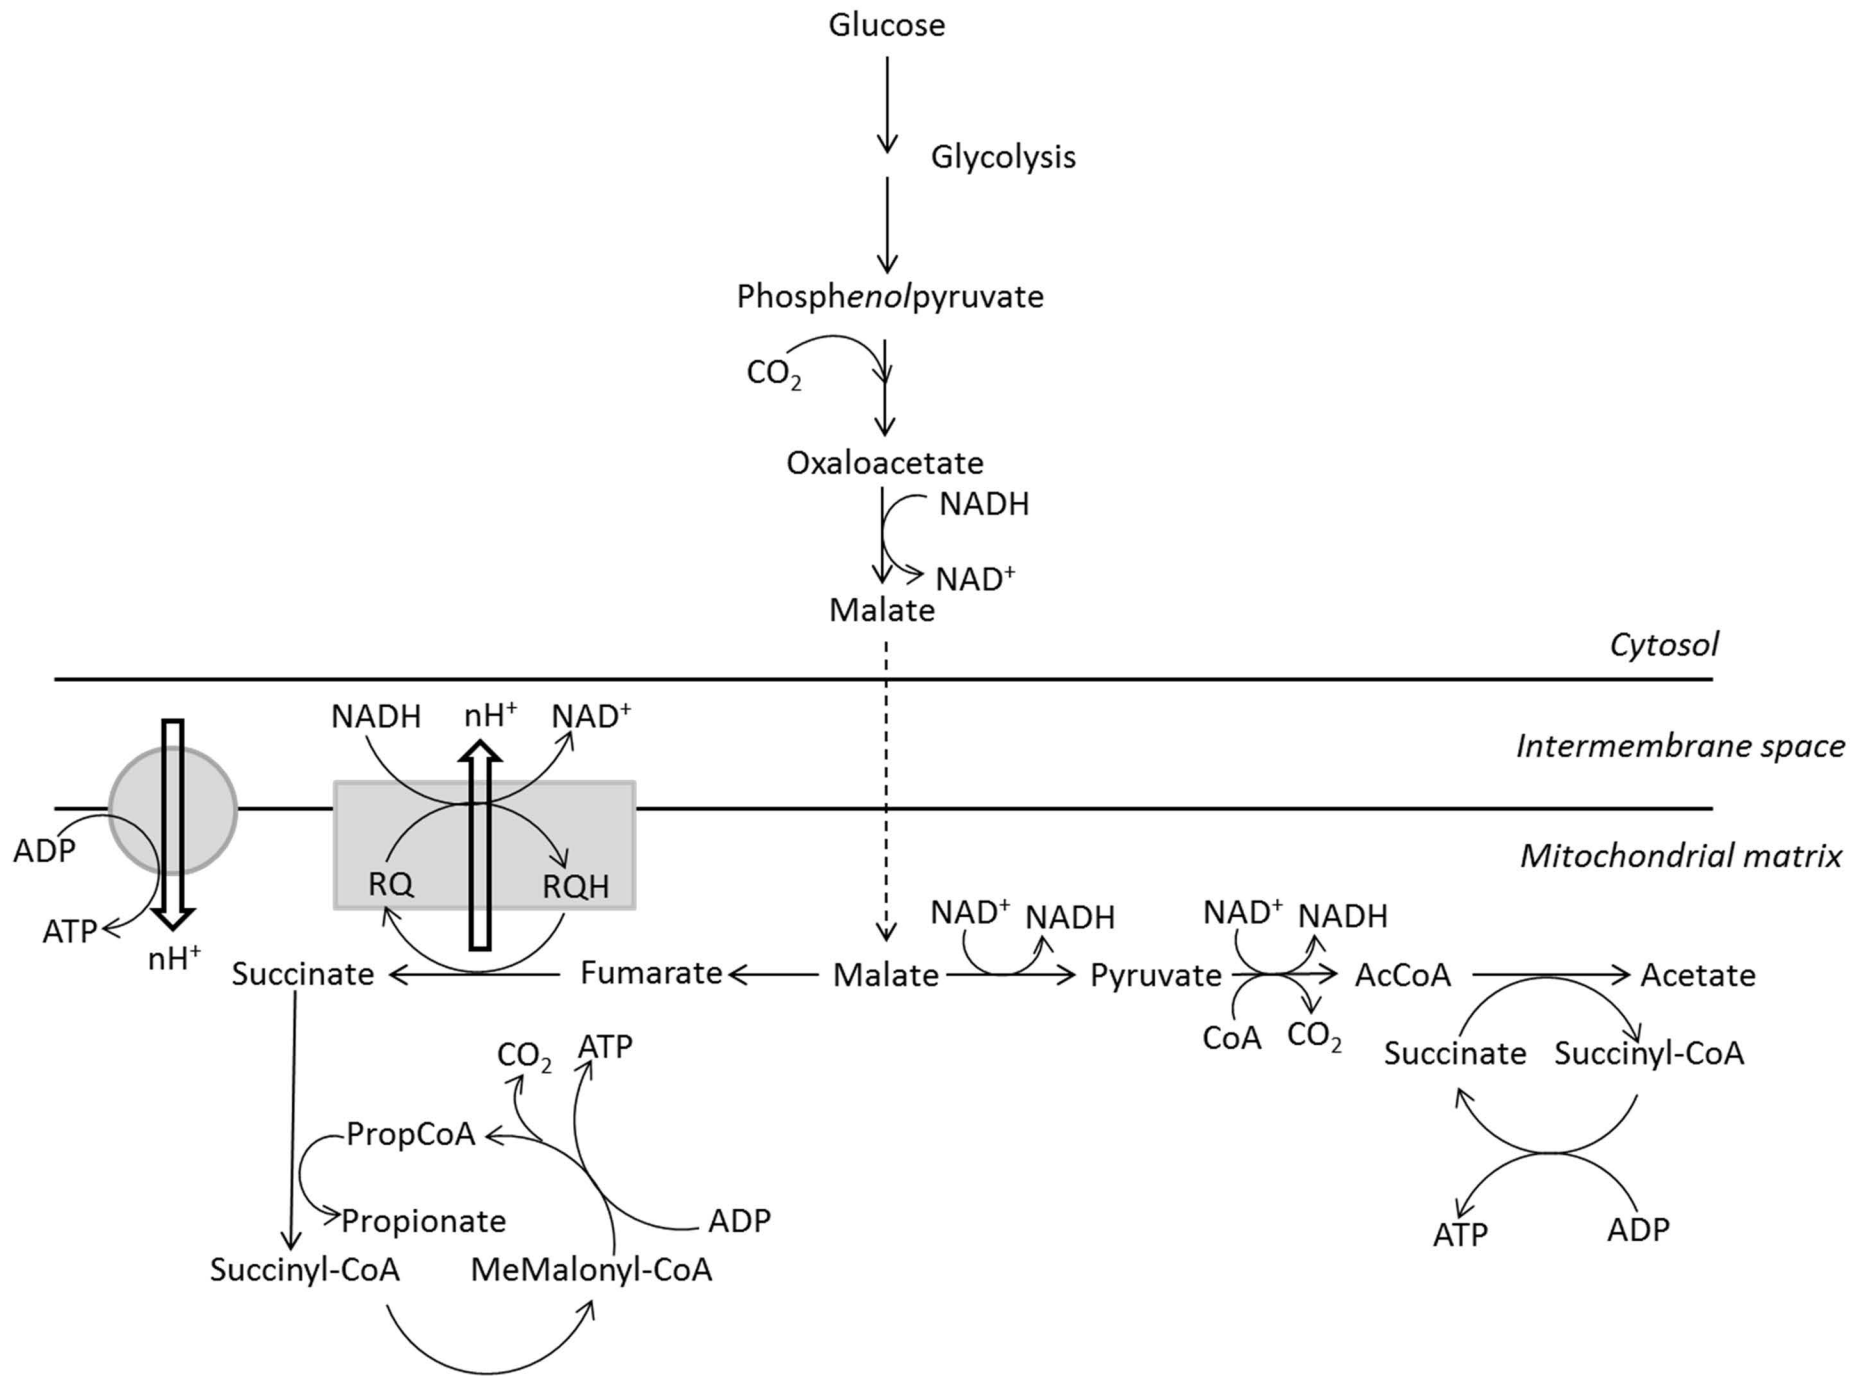 Glucose
Glycolysis
Phosphenolpyruvate
CO₂
Oxaloacetate
NADH
NAD⁺
Malate
Cytosol
NADH nH⁺ NAD⁺
Intermembrane space
ADP
Mitochondrial matrix
RQ RQH
ATP
nH⁺
NAD⁺ NADH
NAD⁺ NADH
Succinate Fumarate Malate Pyruvate AcCoA Acetate
CoA CO₂
Succinate Succinyl-CoA
CO₂ ATP
PropCoA
Propionate
ADP
ATP ADP
Succinyl-CoA MeMalonyl-CoA